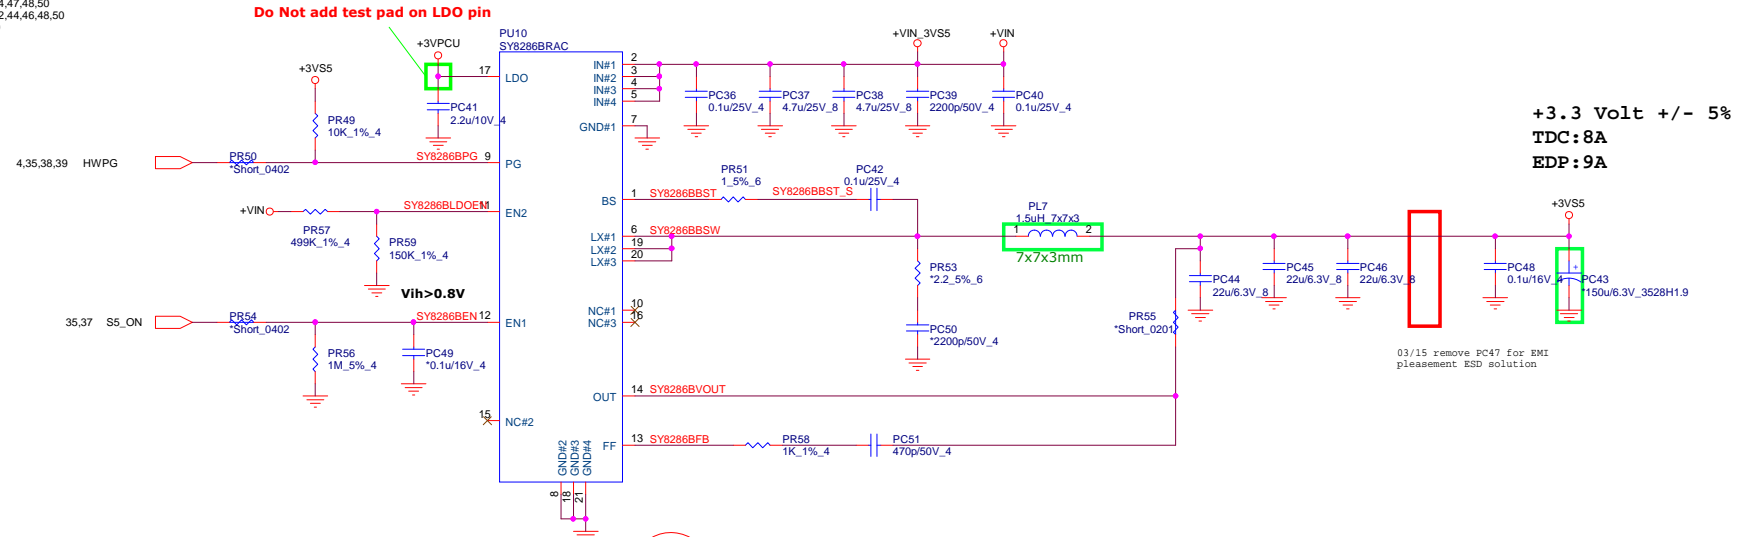 4,47,48,50
2,44,46,48,50
Do Not add test pad on LDO pin
+3VPCU
PU10
SY8286BRAC
+VIN_3VS5
+VIN
+3VS5
17
LDO
IN#1
IN#2
IN#3
IN#4
2
3
4
5
PC36
0.1u/25V_4
PC37
4.7u/25V_8
PC38
4.7u/25V_8
PC39
2200p/50V_4
PC40
0.1u/25V_4
PC41
2.2u/10V_4
PR49
10K_1%_4
GND#1
7
+3.3 Volt +/- 5%
TDC:8A
EDP:9A
4,35,38,39
HWPG
PR50
*Short_0402
SY8286BPG
9
PG
PR51
1_5%_6
PC42
0.1u/25V_4
BS
1
SY8286BBST
SY8286BBST_S
+VIN
PR57
499K_1%_4
SY8286BLDOEN
11
EN2
PR59
150K_1%_4
LX#1
LX#2
LX#3
6
19
20
SY8286BBSW
PL7
1.5uH_7x7x3
1
2
7x7x3mm
+3VS5
PR53
*2.2_5%_6
PC44
22u/6.3V_8
PC45
22u/6.3V_8
PC46
22u/6.3V_8
PC48
0.1u/16V_4
+
PC43
*150u/6.3V_3528H1.9
Vih>0.8V
35,37
S5_ON
PR54
*Short_0402
SY8286BEN
12
EN1
NC#1
NC#3
10
16
PR56
1M_5%_4
PC49
*0.1u/16V_4
PC50
*2200p/50V_4
PR55
*Short_0201
03/15 remove PC47 for EMI
pleasement ESD solution
OUT
14
SY8286BVOUT
15
NC#2
FF
13
SY8286BFB
PR58
1K_1%_4
PC51
470p/50V_4
GND#2
GND#3
GND#4
8
18
21